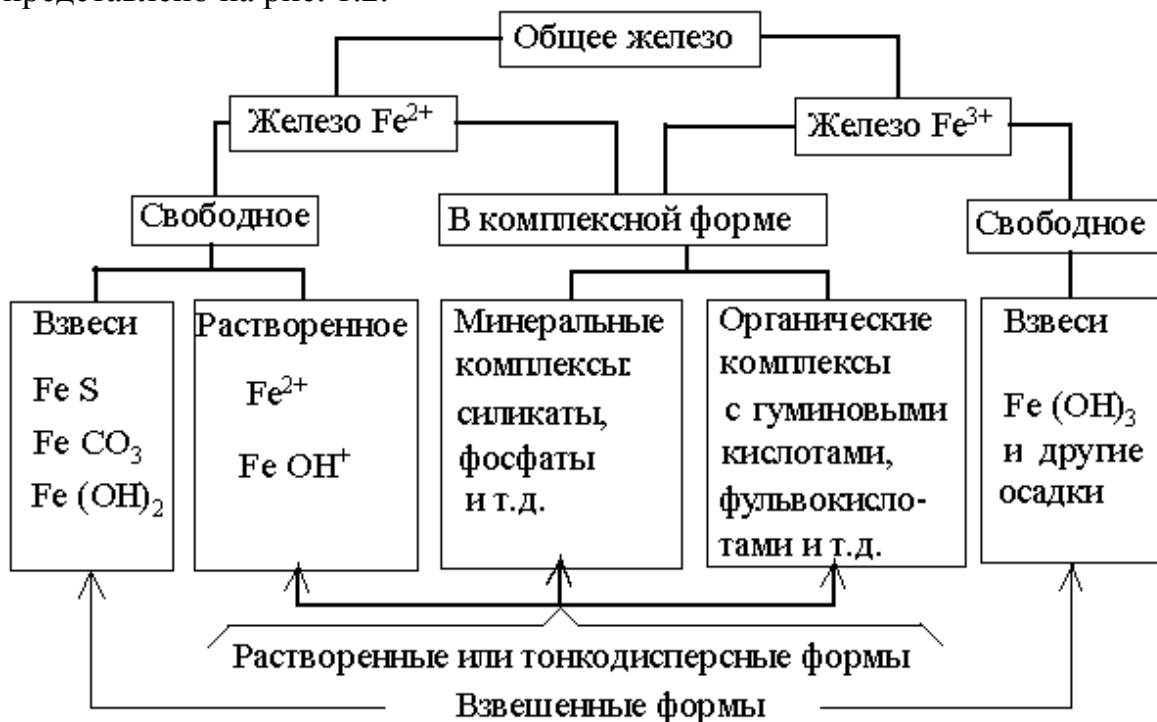 представлено на рис. 1.2.
Общее железо
Железо Fe²⁺
Железо Fe³⁺
Свободное
В комплексной форме
Свободное
Взвеси
Fe S
Fe CO₃
Fe (OH)₂
Растворенное
Fe²⁺
Fe OH⁺
Минеральные
комплексы:
силикаты,
фосфаты
и т.д.
Органические
комплексы
с гуминовыми
кислотами,
фульвокисло-
тами и т.д.
Взвеси
Fe (OH)₃
и другие
осадки
Растворенные или тонкодисперсные формы
Взвешенные формы